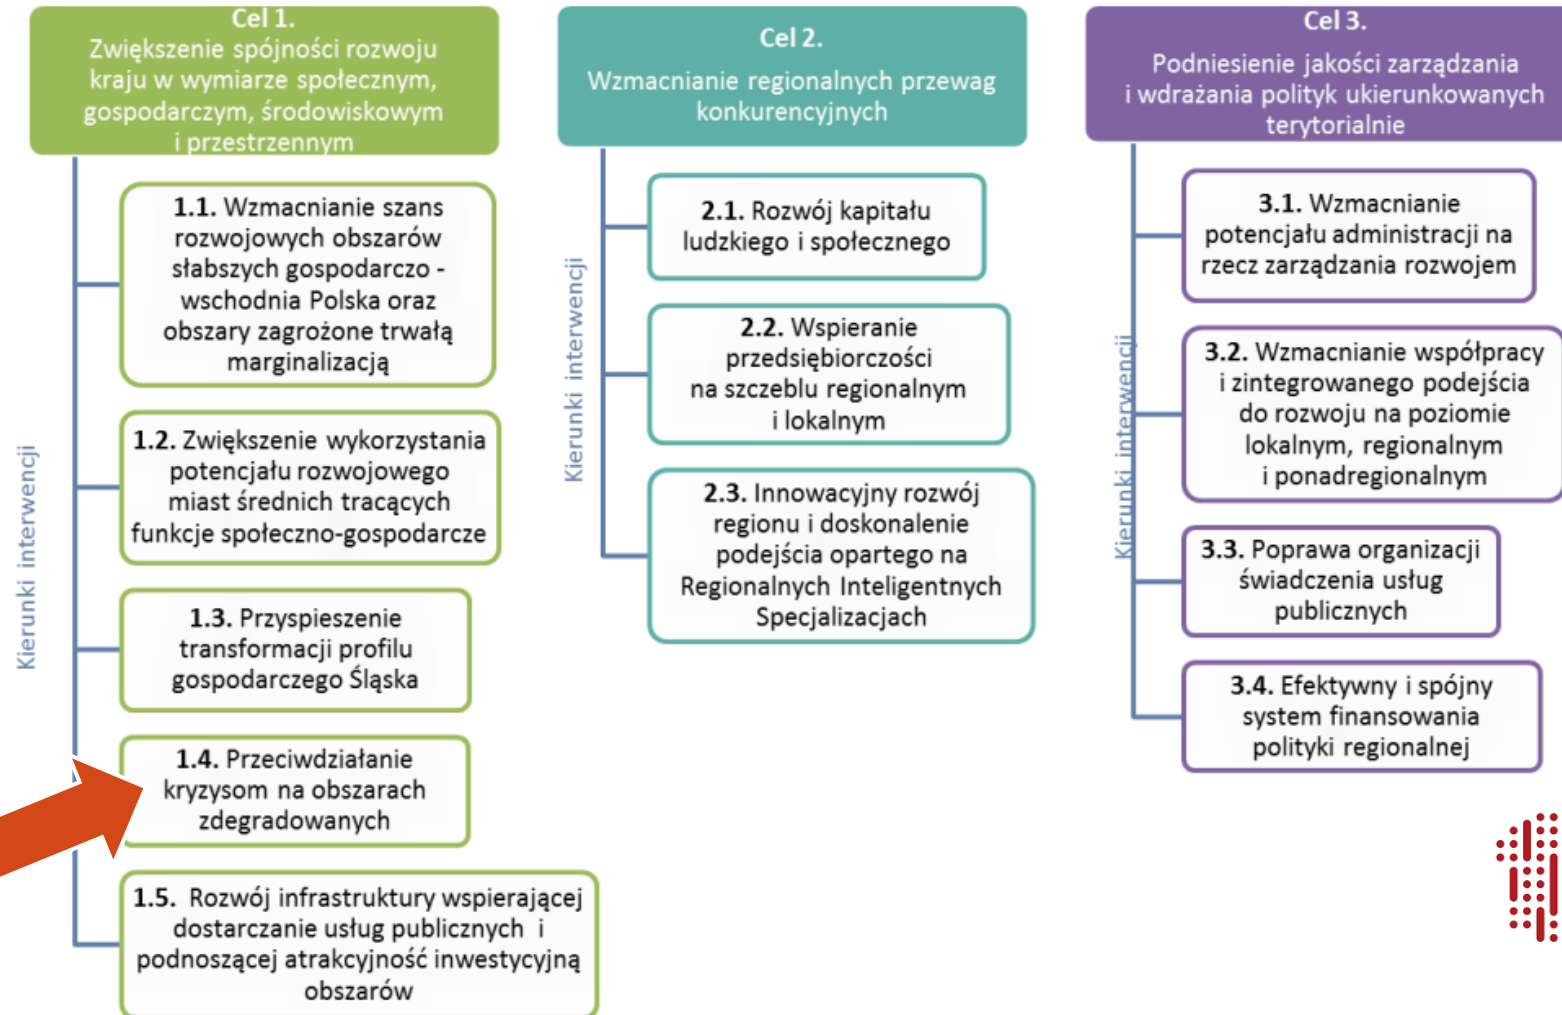 Cel 1.
Zwiększenie spójności rozwoju
kraju w wymiarze społecznym,
gospodarczym, środowiskowym
i przestrzennym
Kierunki interwencji
1.1. Wzmacnianie szans
rozwojowych obszarów
słabszych gospodarczo -
wschodnia Polska oraz
obszary zagrożone trwałą
marginalizacją
1.2. Zwiększenie wykorzystania
potencjału rozwojowego
miast średnich tracących
funkcje społeczno-gospodarcze
1.3. Przyspieszenie
transformacji profilu
gospodarczego Śląska
1.4. Przeciwdziałanie
kryzysom na obszarach
zdegradowanych
1.5. Rozwój infrastruktury wspierającej
dostarczanie usług publicznych i
podnoszącej atrakcyjność inwestycyjną
obszarów
Cel 2.
Wzmacnianie regionalnych przewag
konkurencyjnych
Kierunki interwencji
2.1. Rozwój kapitału
ludzkiego i społecznego
2.2. Wspieranie
przedsiębiorczości
na szczeblu regionalnym
i lokalnym
2.3. Innowacyjny rozwój
regionu i doskonalenie
podejścia opartego na
Regionalnych Inteligentnych
Specjalizacjach
Cel 3.
Podniesienie jakości zarządzania
i wdrażania polityk ukierunkowanych
terytorialnie
Kierunki interwencji
3.1. Wzmacnianie
potencjału administracji na
rzecz zarządzania rozwojem
3.2. Wzmacnianie współpracy
i zintegrowanego podejścia
do rozwoju na poziomie
lokalnym, regionalnym
i ponadregionalnym
3.3. Poprawa organizacji
świadczenia usług
publicznych
3.4. Efektywny i spójny
system finansowania
polityki regionalnej